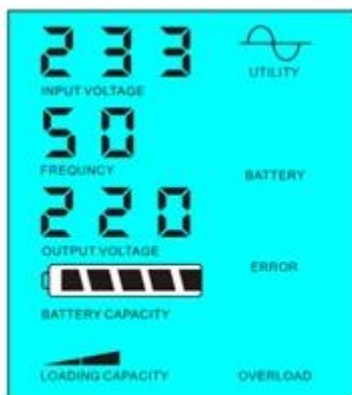 233
INPUT VOLTAGE
UTILITY
50
FREQUNCY
BATTERY
220
OUTPUT VOLTAGE
ERROR
BATTERY CAPACITY
LOADING CAPACITY
OVERLOAD